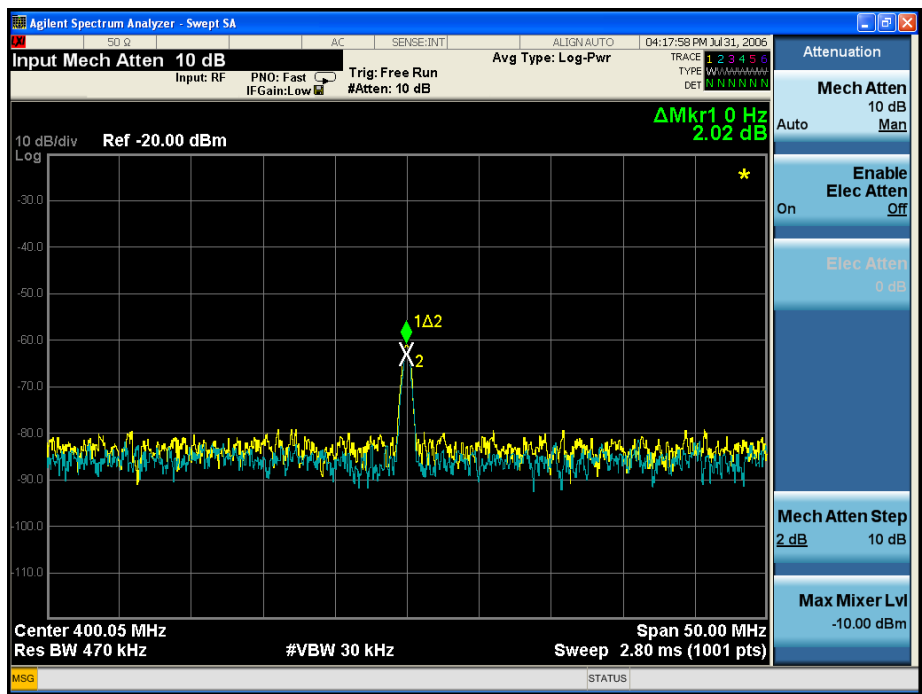 Agilent Spectrum Analyzer - Swept SA
50 Ω AC SENSE:INT ALIGN AUTO 04:17:58 PM Jul 31, 2006
Input Mech Atten 10 dB
Input: RF
PNO: Fast
IFGain:Low
Trig: Free Run
#Atten: 10 dB
Avg Type: Log-Pwr
TRACE 1 2 3 4 5 6
TYPE WWWWWWW
DET N N N N N N
ΔMkr1 0 Hz
2.02 dB
10 dB/div Ref -20.00 dBm
Log
*
-30.0
-40.0
-50.0
1Δ2
-60.0
2
-70.0
-80.0
-90.0
-100.0
-110.0
Center 400.05 MHz Span 50.00 MHz
Res BW 470 kHz #VBW 30 kHz Sweep 2.80 ms (1001 pts)
MSG STATUS
Attenuation
Mech Atten
10 dB
Auto Man
Enable
Elec Atten
On Off
Elec Atten
0 dB
Mech Atten Step
2 dB 10 dB
Max Mixer Lvl
-10.00 dBm